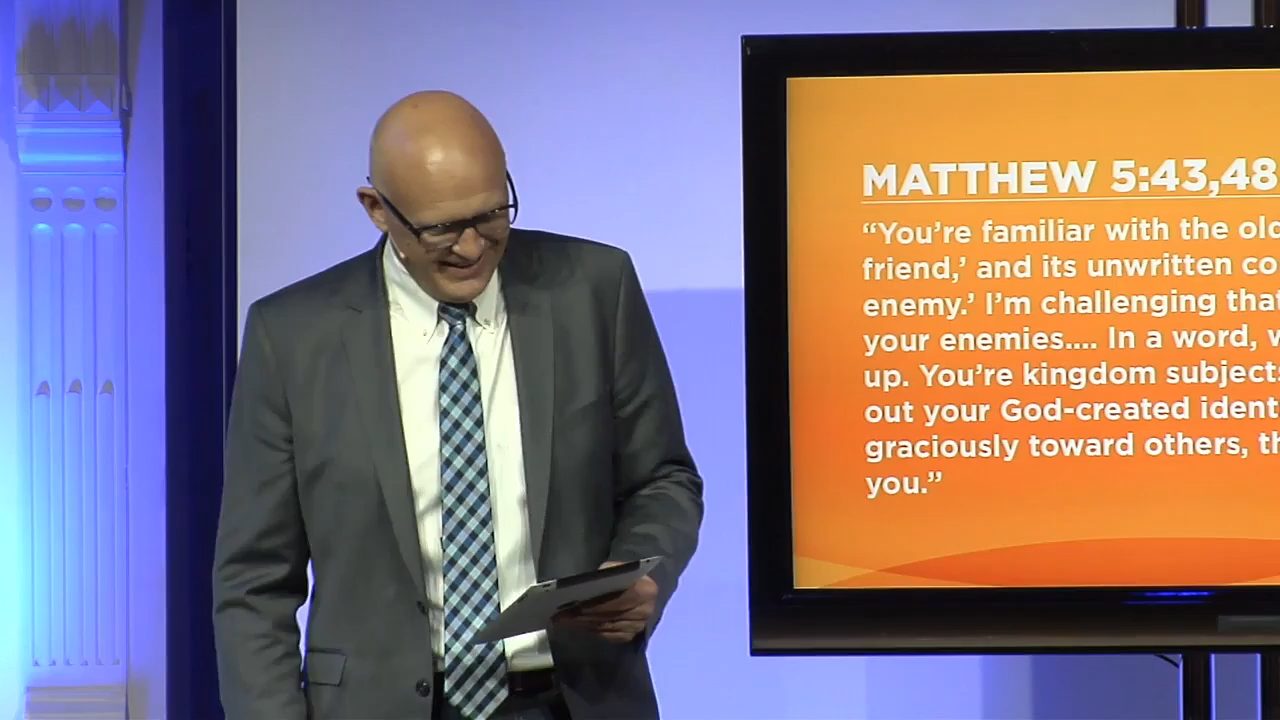 MATTHEW 5:43,48
“You’re familiar with the old
friend,’ and its unwritten co
enemy.’ I’m challenging that
your enemies.... In a word, w
up. You’re kingdom subjects
out your God-created ident
graciously toward others, th
you.”